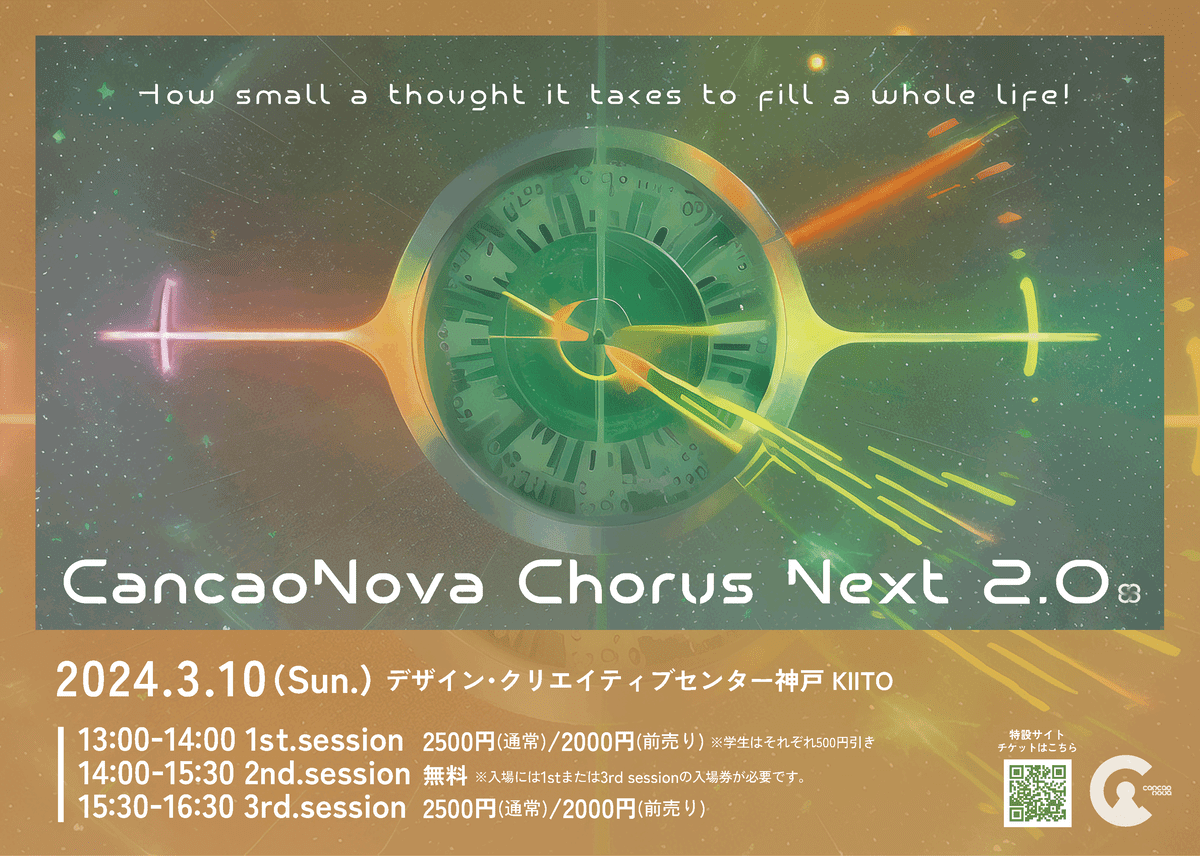 How small a thought it takes to fill a whole life!
CancaoNova Chorus Next 2.0
2024.3.10(Sun.) デザイン・クリエイティブセンター神戸 KIITO
13:00-14:00 1st.session 2500円(通常)/2000円(前売り) ※学生はそれぞれ500円引き
14:00-15:30 2nd.session 無料 ※入場には1stまたは3rd sessionの入場券が必要です。
15:30-16:30 3rd.session 2500円(通常)/2000円(前売り)
特設サイト
チケットはこちら
cancao
nova